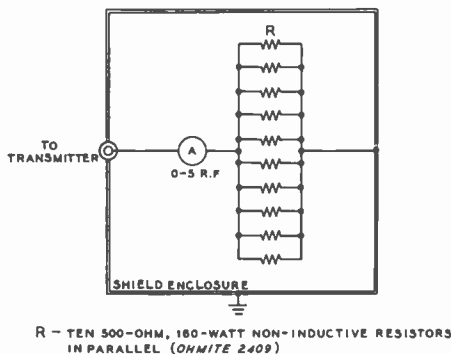 R
TO
TRANSMITTER
A
0-5 R.F
SHIELD ENCLOSURE
R - TEN 500-OHM, 160-WATT NON-INDUCTIVE RESISTORS
IN PARALLEL (OHMITE 2409)